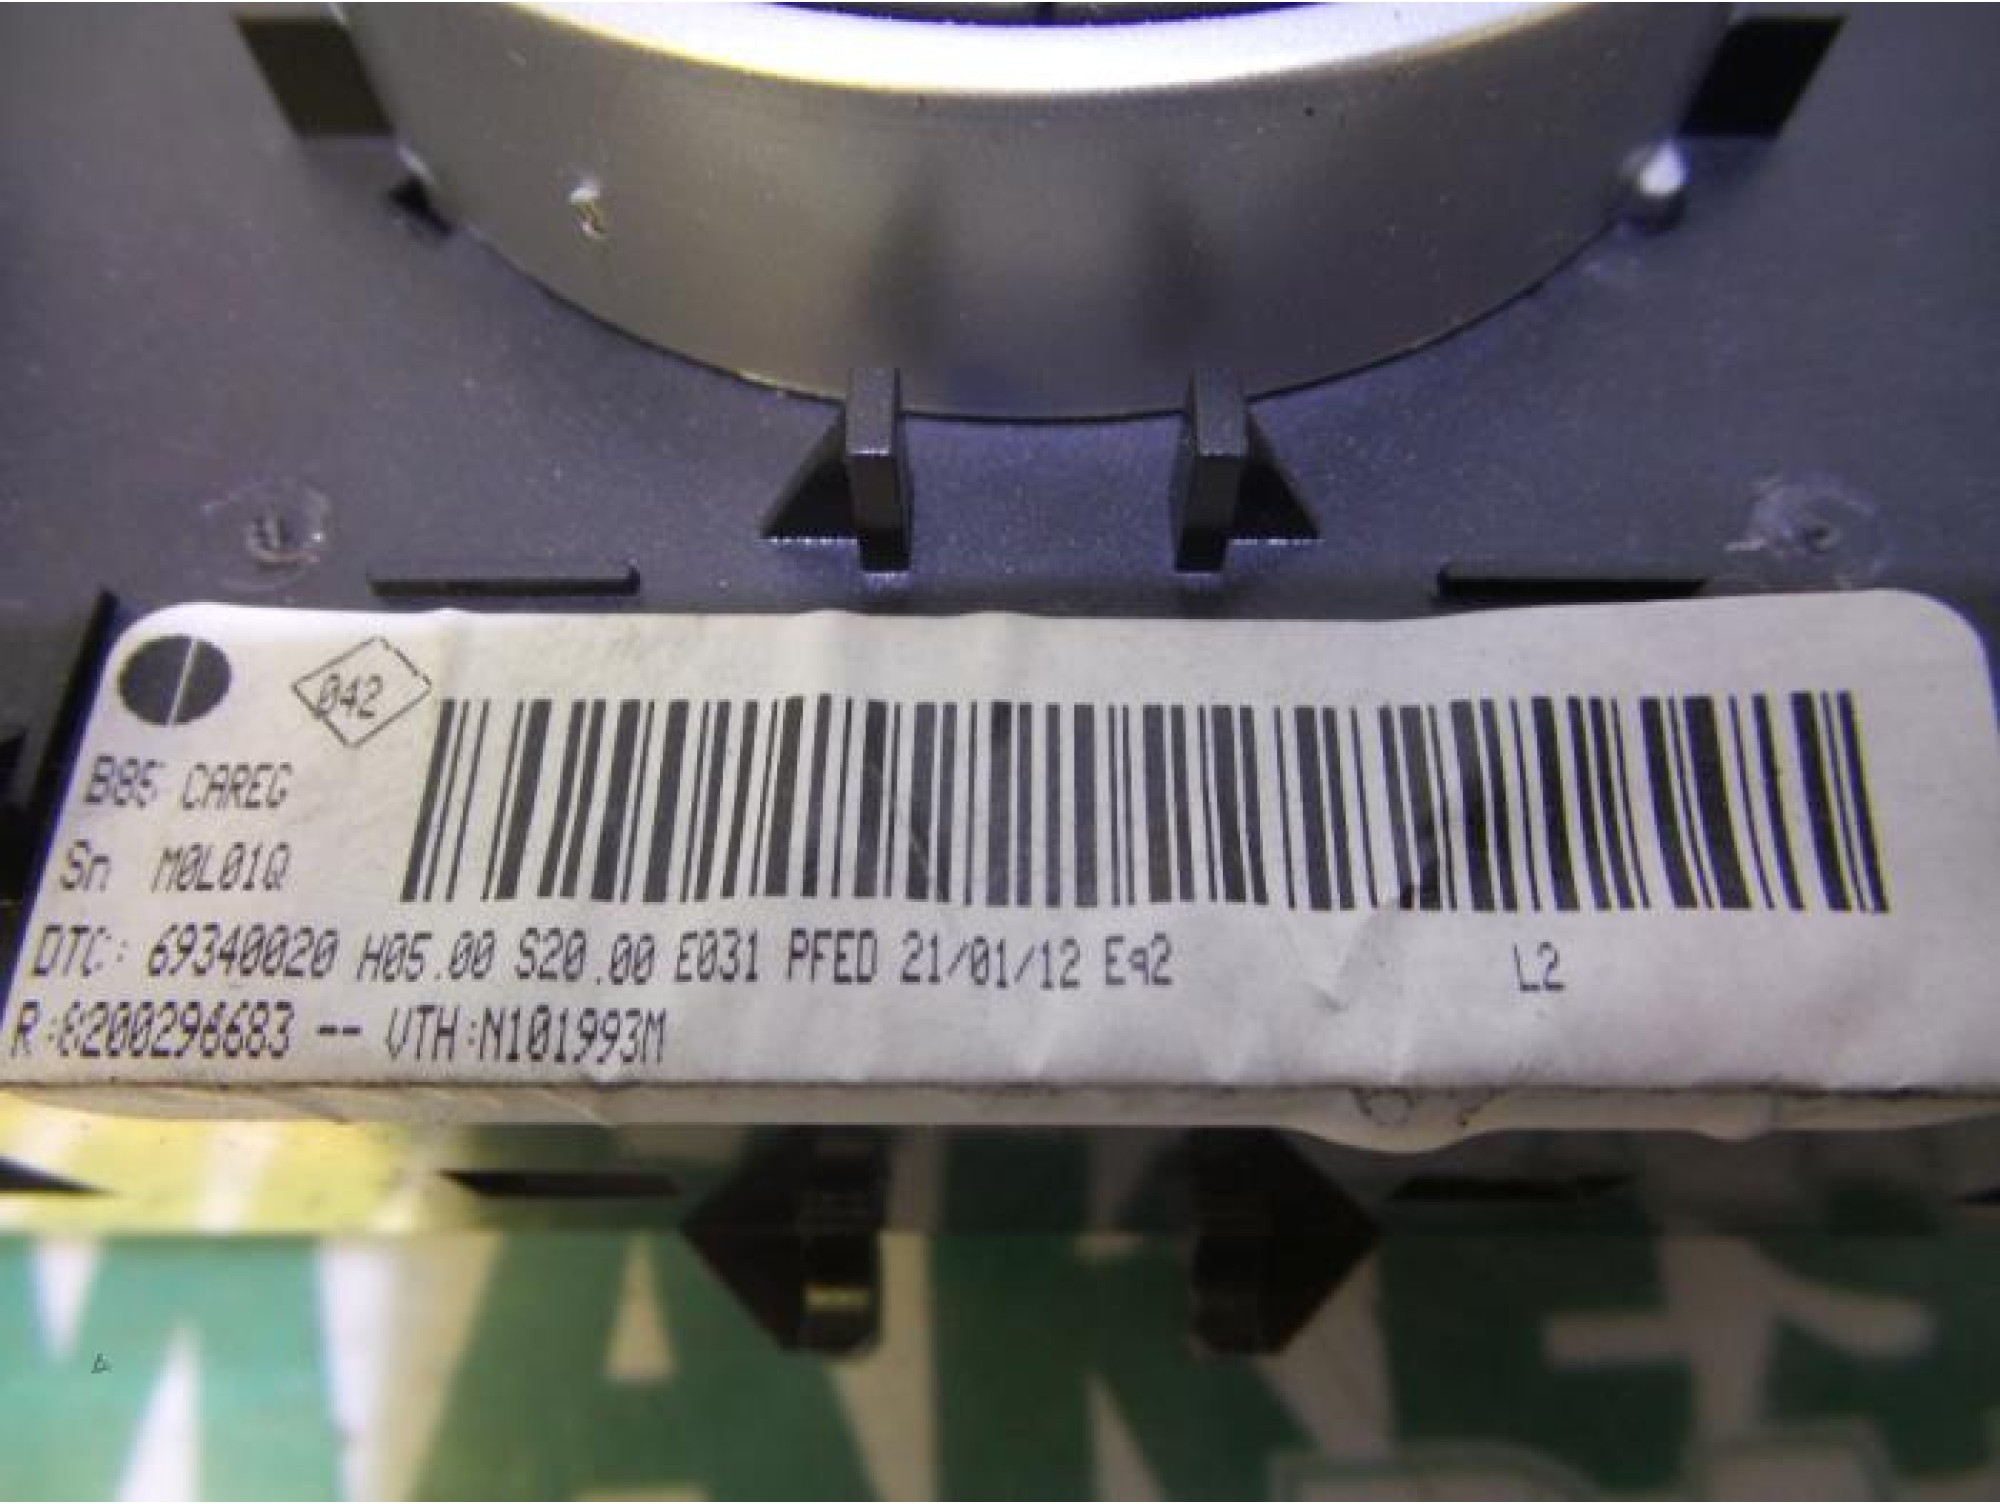 042
B85 CAREG
Sn M0L01Q
DTC: 69340020 H05.00 S20.00 E031 PFED 21/01/12 Eq2 L2
R:8200296683 -- VTH:N101993M